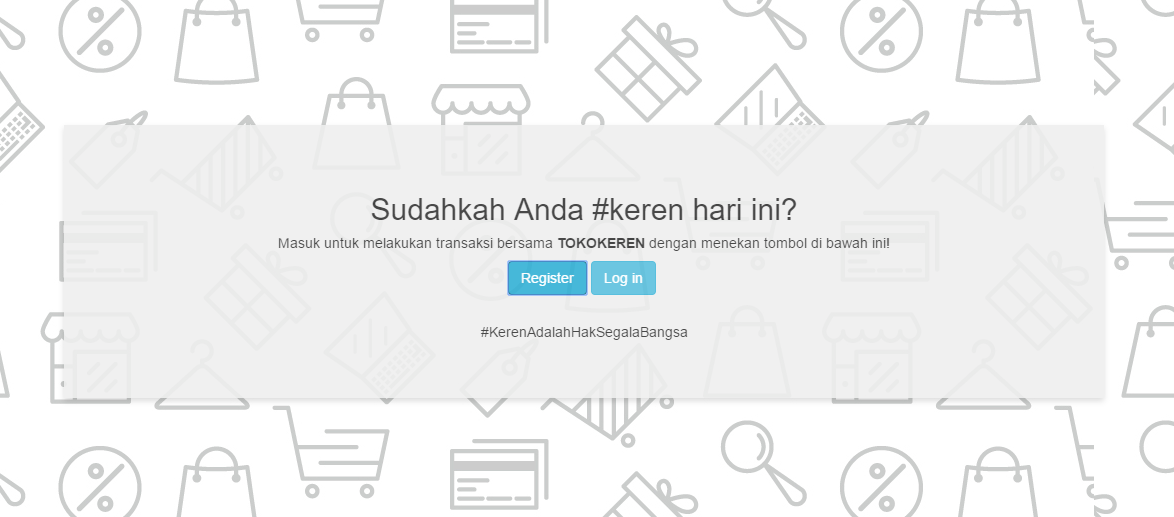 Sudahkah Anda #keren hari ini?
Masuk untuk melakukan transaksi bersama TOKOKEREN dengan menekan tombol di bawah ini!
Register Log in
#KerenAdalahHakSegalaBangsa